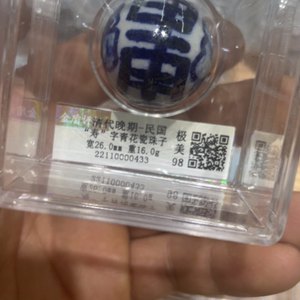 清代晚期-民国
"寿"字青花瓷珠子
宽26.0mm 重16.0g
22110000433
极美
98